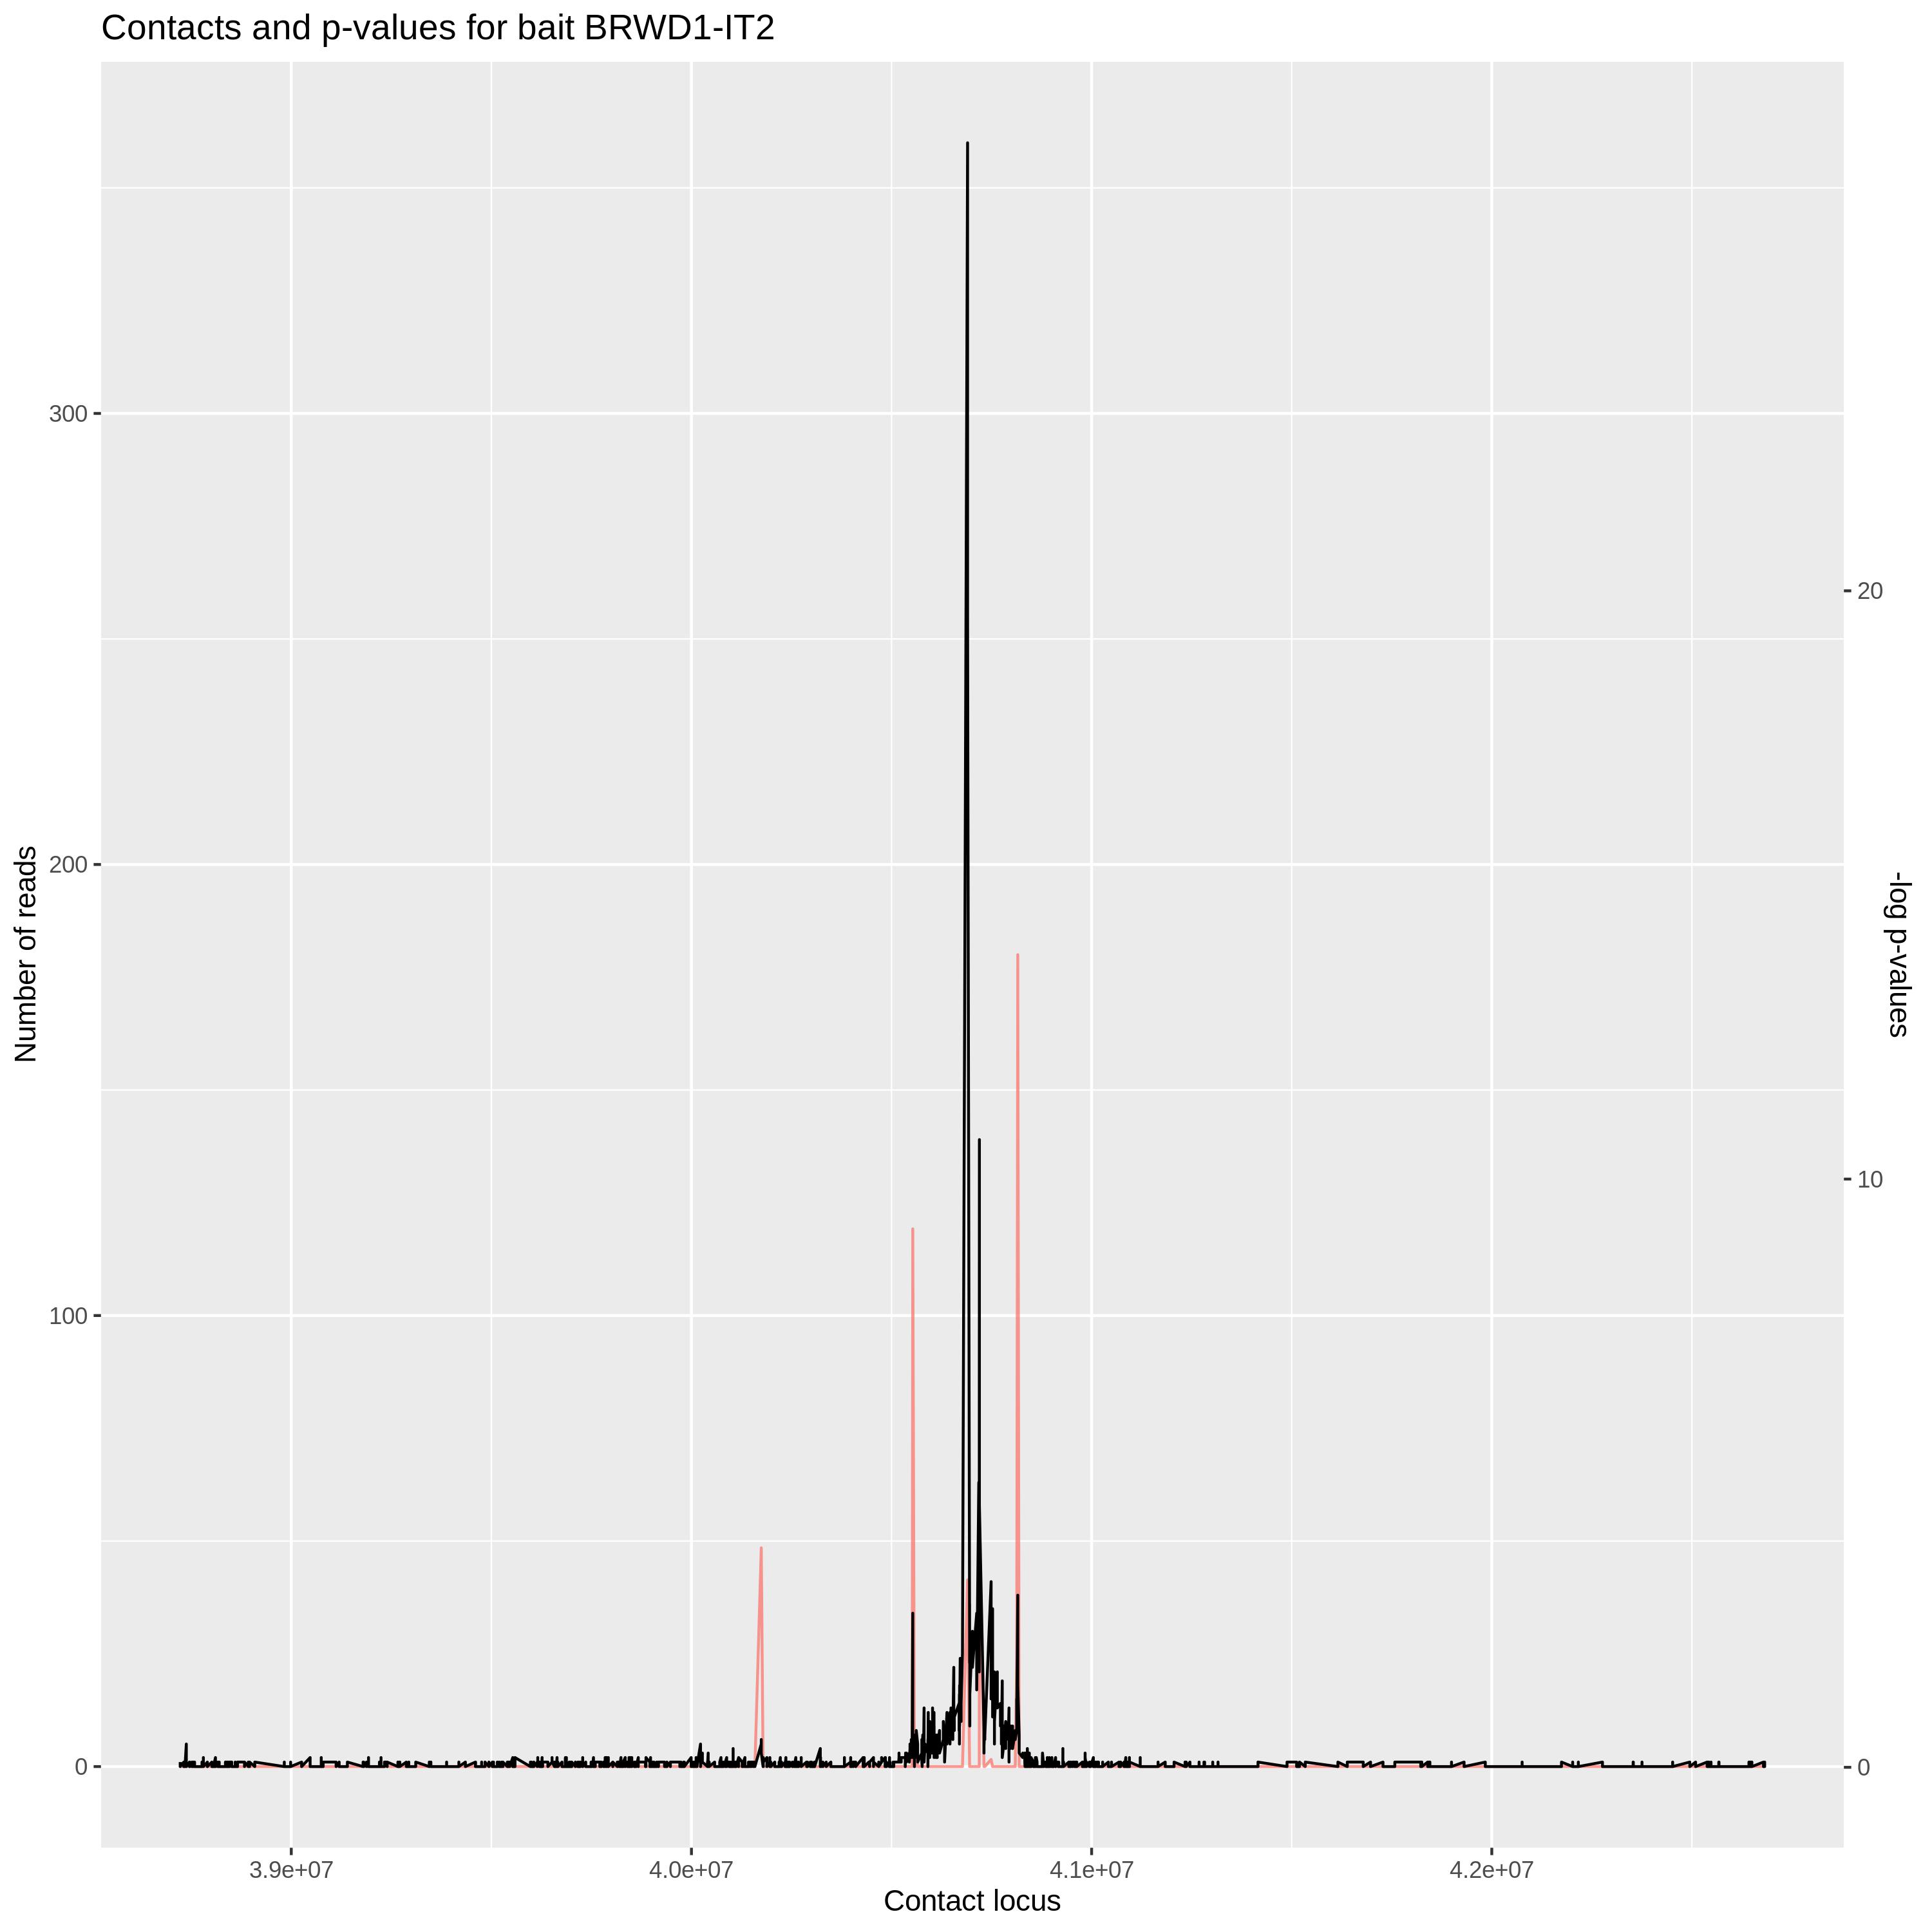 Contacts and p-values for bait BRWD1-IT2
300
200
100
0
Number of reads
20
10
0
-log p-values
3.9e+07
4.0e+07
4.1e+07
4.2e+07
Contact locus